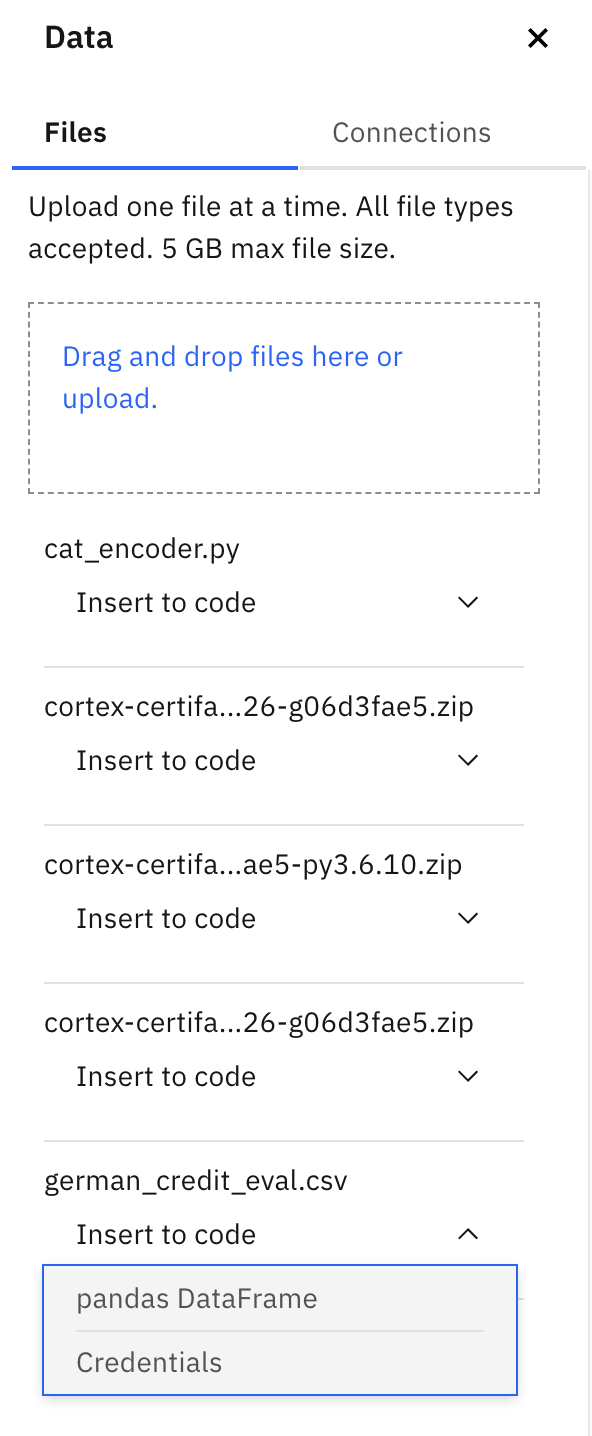 Data
Files
Connections
Upload one file at a time. All file types
accepted. 5 GB max file size.
Drag and drop files here or
upload.
cat_encoder.py
Insert to code
cortex-certifa...26-g06d3fae5.zip
Insert to code
cortex-certifa...ae5-py3.6.10.zip
Insert to code
cortex-certifa...26-g06d3fae5.zip
Insert to code
german_credit_eval.csv
Insert to code
pandas DataFrame
Credentials